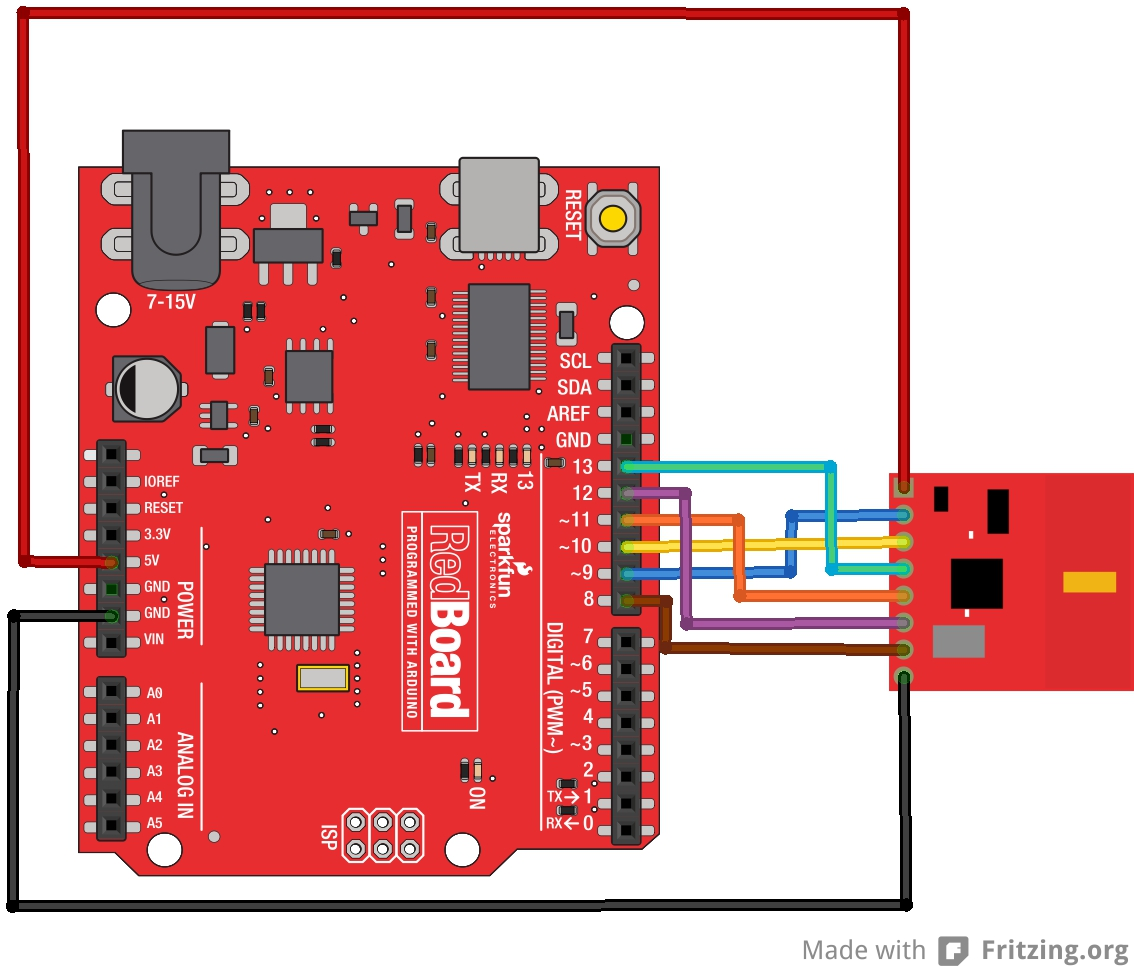 RESET
7-15V
SCL
SDA
AREF
GND
13
12
~11
~10
~9
8
TX
RX
13
IOREF
RESET
3.3V
5V
GND
GND
VIN
POWER
sparkfun
ELECTRONICS
RedBoard
PROGRAMMED WITH ARDUINO
7
~6
~5
4
~3
2
TX→1
RX←0
DIGITAL (PWM~)
A0
A1
A2
A3
A4
A5
ANALOG IN
ON
ISP
Made with Fritzing.org